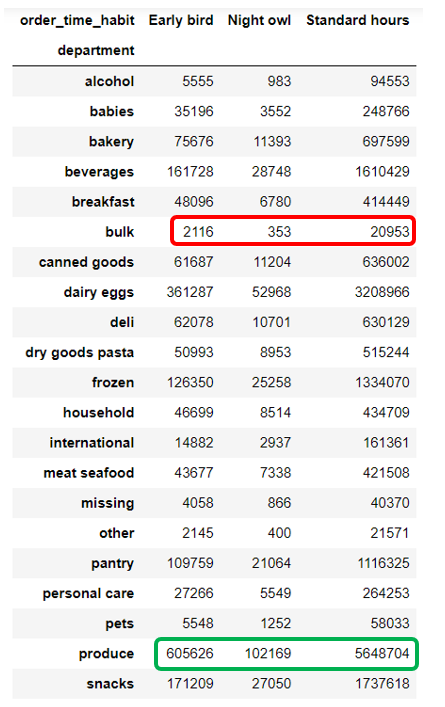 order_time_habit Early bird Night owl Standard hours
department
alcohol 5555 983 94553
babies 35196 3552 248766
bakery 75676 11393 697599
beverages 161728 28748 1610429
breakfast 48096 6780 414449
bulk 2116 353 20953
canned goods 61687 11204 636002
dairy eggs 361287 52968 3208966
deli 62078 10701 630129
dry goods pasta 50993 8953 515244
frozen 126350 25258 1334070
household 46699 8514 434709
international 14882 2937 161361
meat seafood 43677 7338 421508
missing 4058 866 40370
other 2145 400 21571
pantry 109759 21064 1116325
personal care 27266 5549 264253
pets 5548 1252 58033
produce 605626 102169 5648704
snacks 171209 27050 1737618